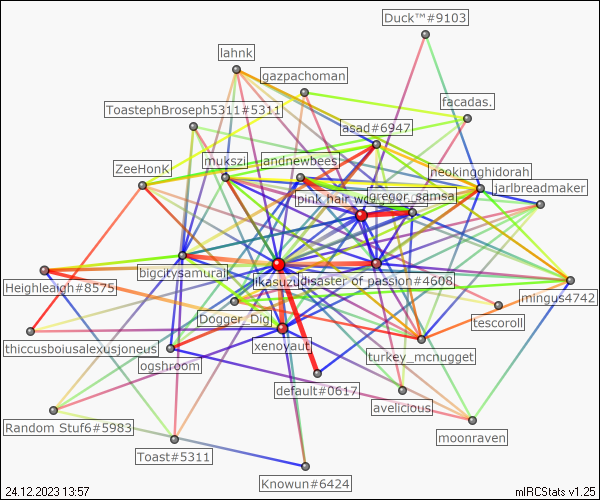 Duck™#9103
lahnk
gazpachoman
ToastephBroseph5311#5311
facadas.
asad#6947
mukszi
andnewbees
neokingghidorah
ZeeHonK
jarlbreadmaker
pink hair wo
gregor_samsa
bigcitysamurai
Ikasuzu
disaster of passion#4608
Heighleagh#8575
mingus4742
Dogger_Dig
tescoroll
xenoyaut
thiccusboiusalexusjoneus
turkey_mcnugget
ogshroom
default#0617
avelicious
Random Stuf6#5983
moonraven
Toast#5311
Knowun#6424
24.12.2023 13:57
mIRCStats v1.25